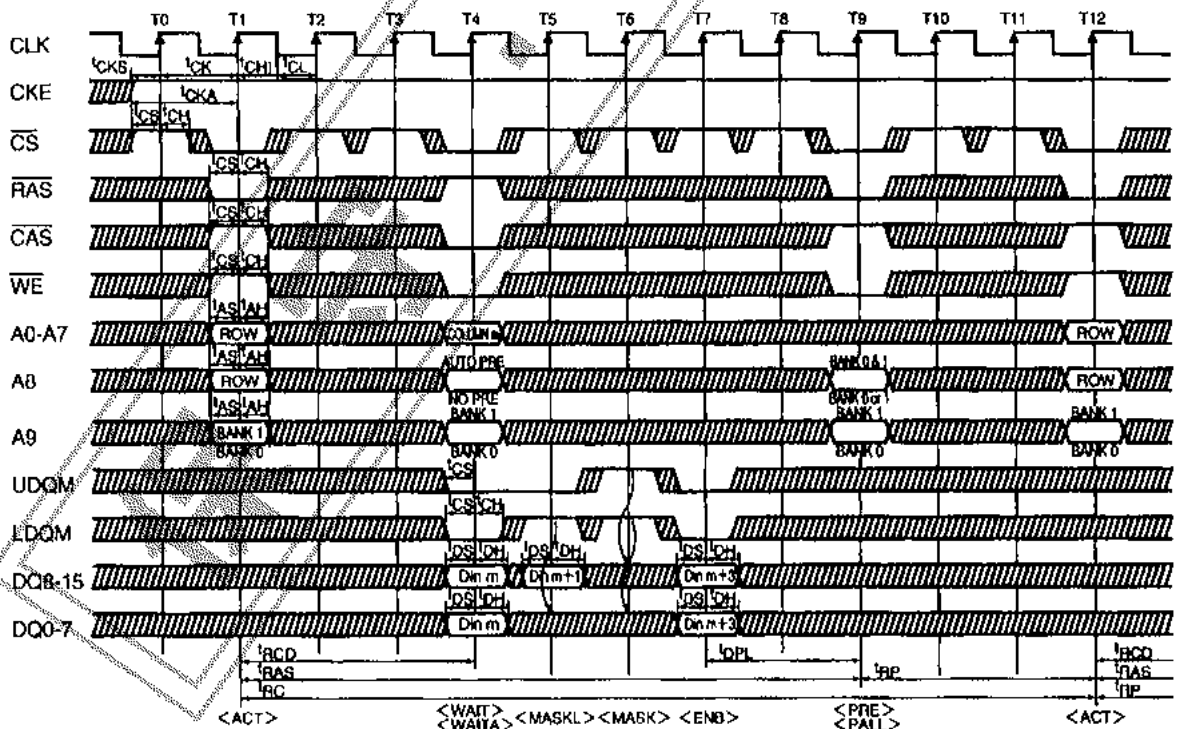 T0 T1 T2 T3 T4 T5 T6 T7 T8 T9 T10 T11 T12
CLK
tCKS tCK tCHI tCL
CKE
tCKA
tCS tCH
CS
tCS tCH
RAS
tCS tCH
CAS
tCS tCH
WE
tAS tAH
A0-A7 ROW COLUMN m ROW
tAS tAH AUTO PRE BANK 0 & 1
A8 ROW ROW
NO PRE BANK 0 or 1
tAS tAH BANK 1 BANK 1 BANK 1
A9 BANK 1
BANK 0 BANK 0 BANK 0
tCS
UDQM
tCS tCH
LDQM
tDS tDH tDS tDH tDS tDH
DQ8-15 Din m Din m+1 Din m+3
tDS tDH tDS tDH
DQ0-7 Din m Din m+3
tRCD tDPL tRCD
tRAS tRP tRAS
tRC tRP
<ACT> <WAIT> <MASKL> <MASK> <ENB> <PRE> <ACT>
<WAITA> <PALL>